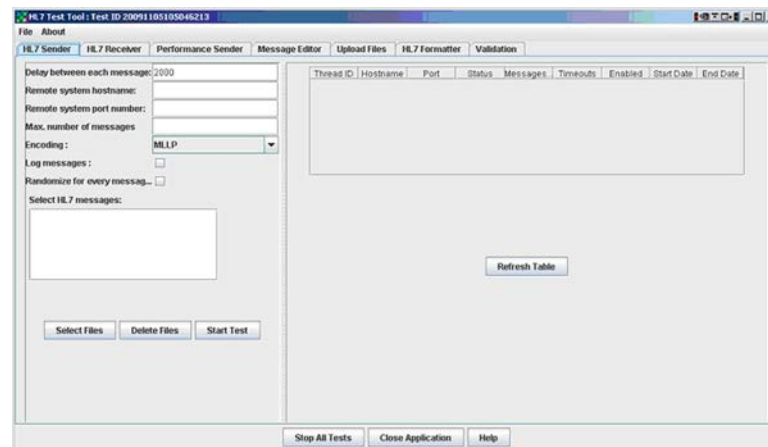 HL7 Test Tool : Test ID 20091105105046213
File About
HL7 Sender HL7 Receiver Performance Sender Message Editor Upload Files HL7 Formatter Validation
Delay between each message: 2000
Remote system hostname:
Remote system port number:
Max. number of messages
Encoding : MLLP
Log messages :
Randomize for every messag...
Select HL7 messages:
Select Files Delete Files Start Test
Thread ID Hostname Port Status Messages Timeouts Enabled Start Date End Date
Refresh Table
Stop All Tests Close Application Help